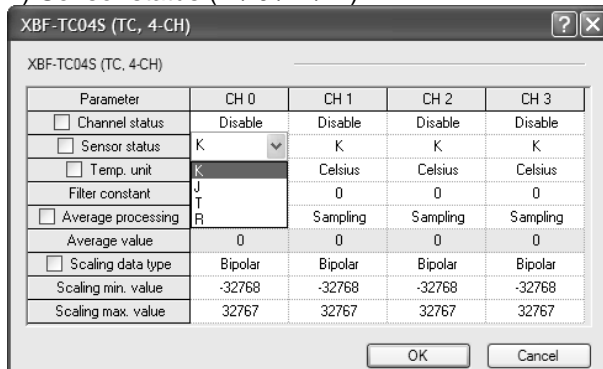 XBF-TC04S (TC, 4-CH)
XBF-TC04S (TC, 4-CH)
Parameter CH 0 CH 1 CH 2 CH 3
Channel status Disable Disable Disable Disable
Sensor status K K K K
Temp. unit K Celsius Celsius Celsius
Filter constant J 0 0 0
T
Average processing R Sampling Sampling Sampling
Average value 0 0 0 0
Scaling data type Bipolar Bipolar Bipolar Bipolar
Scaling min. value -32768 -32768 -32768 -32768
Scaling max. value 32767 32767 32767 32767
OK Cancel